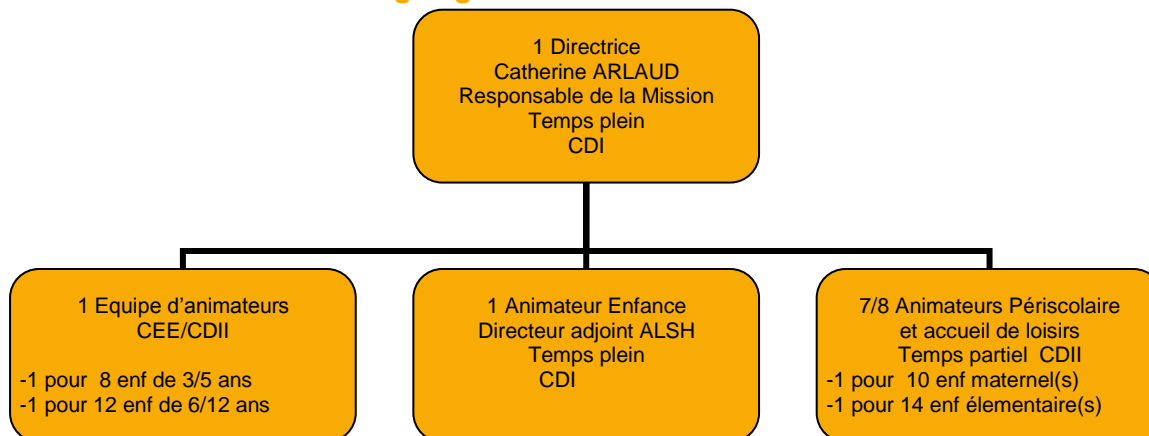 1 Directrice
Catherine ARLAUD
Responsable de la Mission
Temps plein
CDI
1 Equipe d'animateurs
CEE/CDII
-1 pour 8 enf de 3/5 ans
-1 pour 12 enf de 6/12 ans
1 Animateur Enfance
Directeur adjoint ALSH
Temps plein
CDI
7/8 Animateurs Périscolaire
et accueil de loisirs
Temps partiel CDII
-1 pour 10 enf maternel(s)
-1 pour 14 enf élementaire(s)